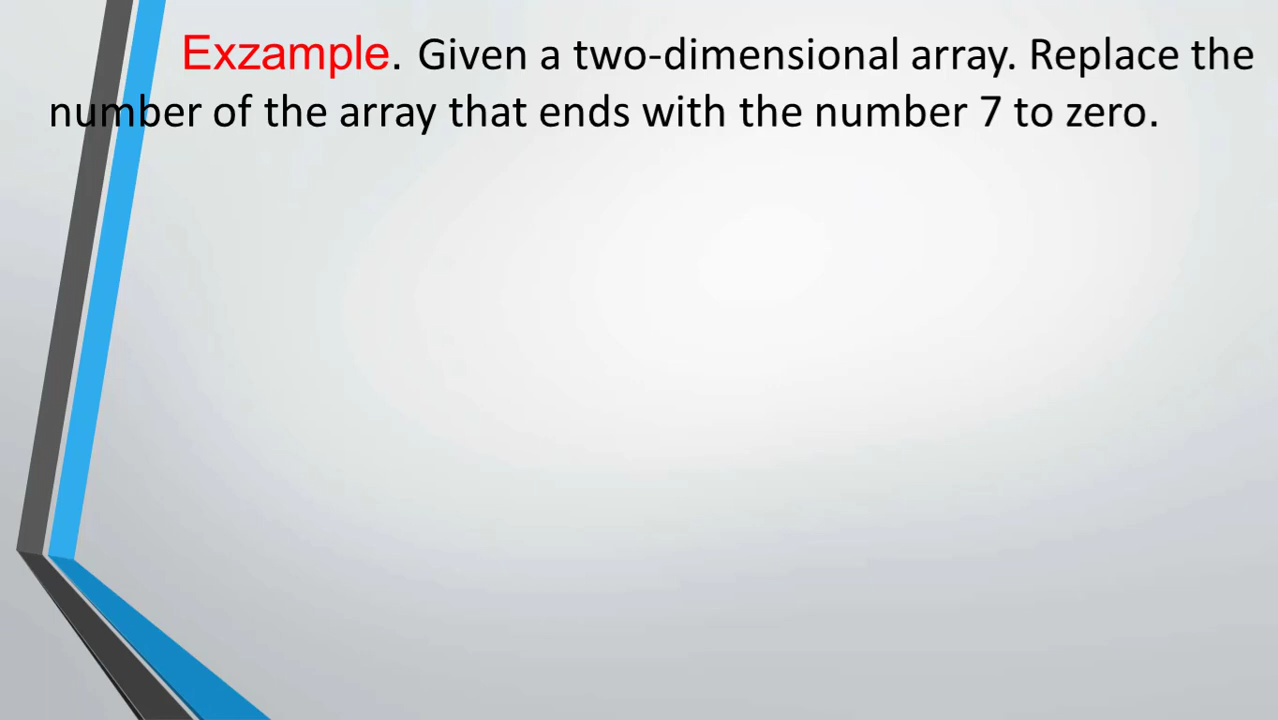 Exzample. Given a two-dimensional array. Replace the
number of the array that ends with the number 7 to zero.